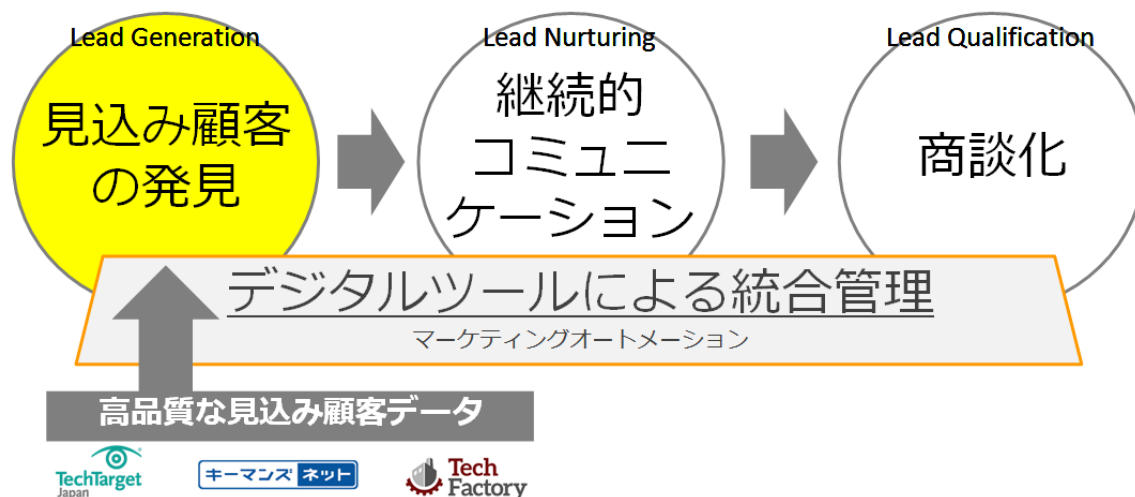 Lead Generation
見込み顧客
の発見
Lead Nurturing
継続的
コミュニ
ケーション
Lead Qualification
商談化
デジタルツールによる統合管理
マーケティングオートメーション
高品質な見込み顧客データ
TechTarget
Japan
キーマンズネット
Tech
Factory